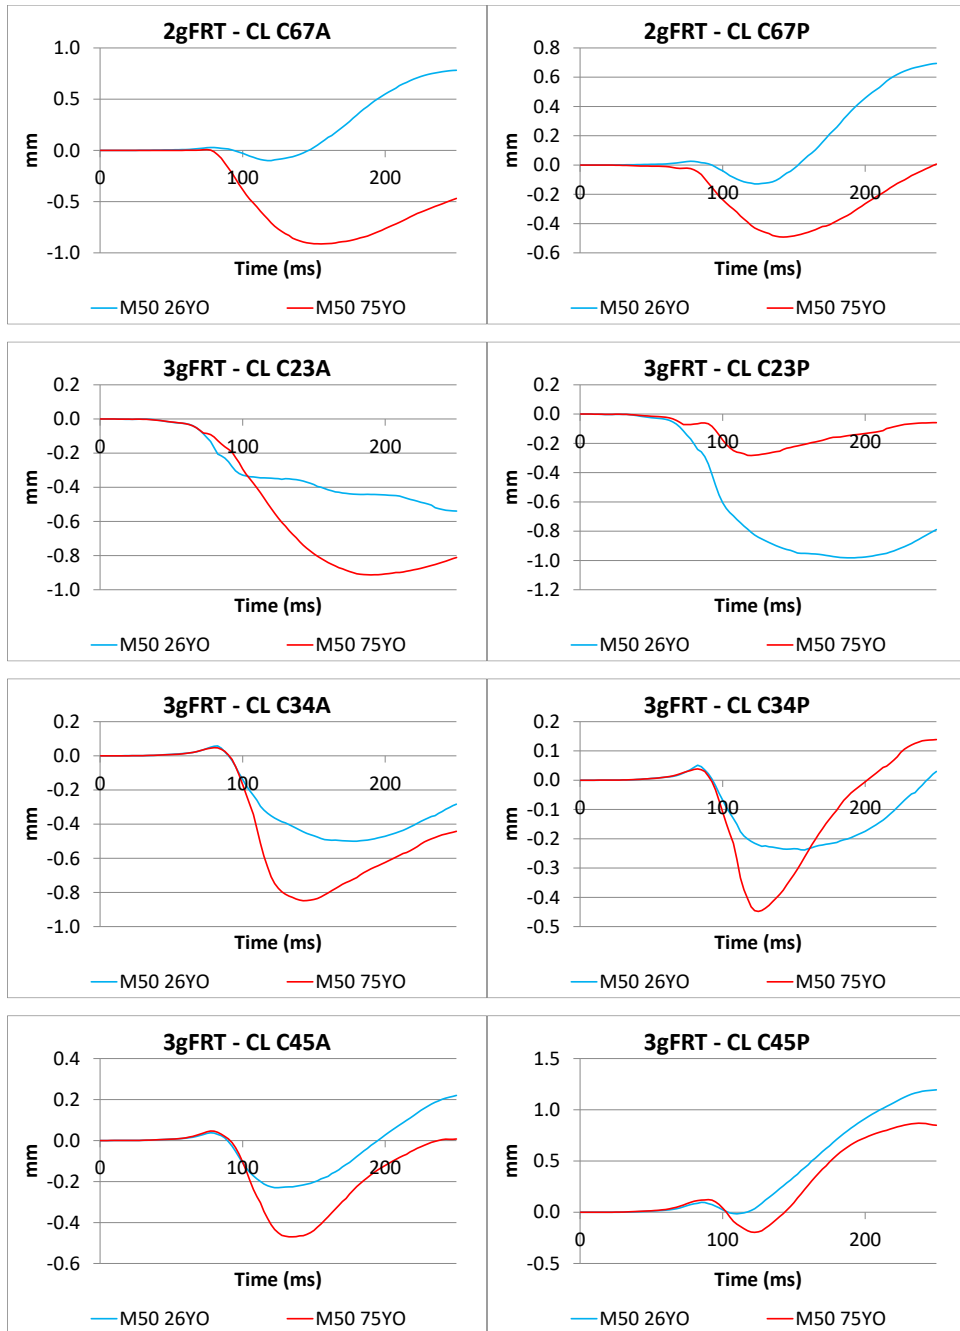 2gFRT - CL C67A
1.0
0.5
0.0
-0.5
-1.0
mm
0 100 200
Time (ms)
M50 26YO M50 75YO
2gFRT - CL C67P
0.8
0.6
0.4
0.2
0.0
-0.2
-0.4
-0.6
mm
0 100 200
Time (ms)
M50 26YO M50 75YO
3gFRT - CL C23A
0.2
0.0
-0.2
-0.4
-0.6
-0.8
-1.0
mm
0 100 200
Time (ms)
M50 26YO M50 75YO
3gFRT - CL C23P
0.2
0.0
-0.2
-0.4
-0.6
-0.8
-1.0
-1.2
mm
0 100 200
Time (ms)
M50 26YO M50 75YO
3gFRT - CL C34A
0.2
0.0
-0.2
-0.4
-0.6
-0.8
-1.0
mm
0 100 200
Time (ms)
M50 26YO M50 75YO
3gFRT - CL C34P
0.2
0.1
0.0
-0.1
-0.2
-0.3
-0.4
-0.5
mm
0 100 200
Time (ms)
M50 26YO M50 75YO
3gFRT - CL C45A
0.4
0.2
0.0
-0.2
-0.4
-0.6
mm
0 100 200
Time (ms)
M50 26YO M50 75YO
3gFRT - CL C45P
1.5
1.0
0.5
0.0
-0.5
mm
0 100 200
Time (ms)
M50 26YO M50 75YO